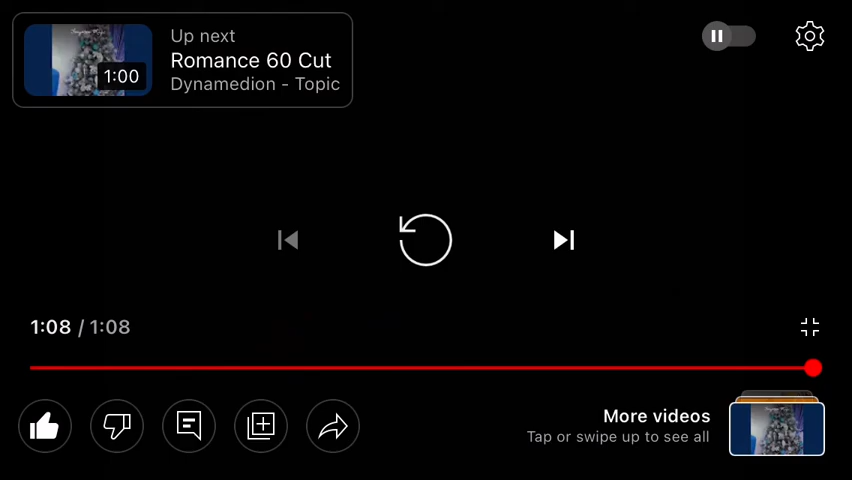 Up next
Romance 60 Cut
Dynamedion - Topic
1:00
1:08 / 1:08
More videos
Tap or swipe up to see all